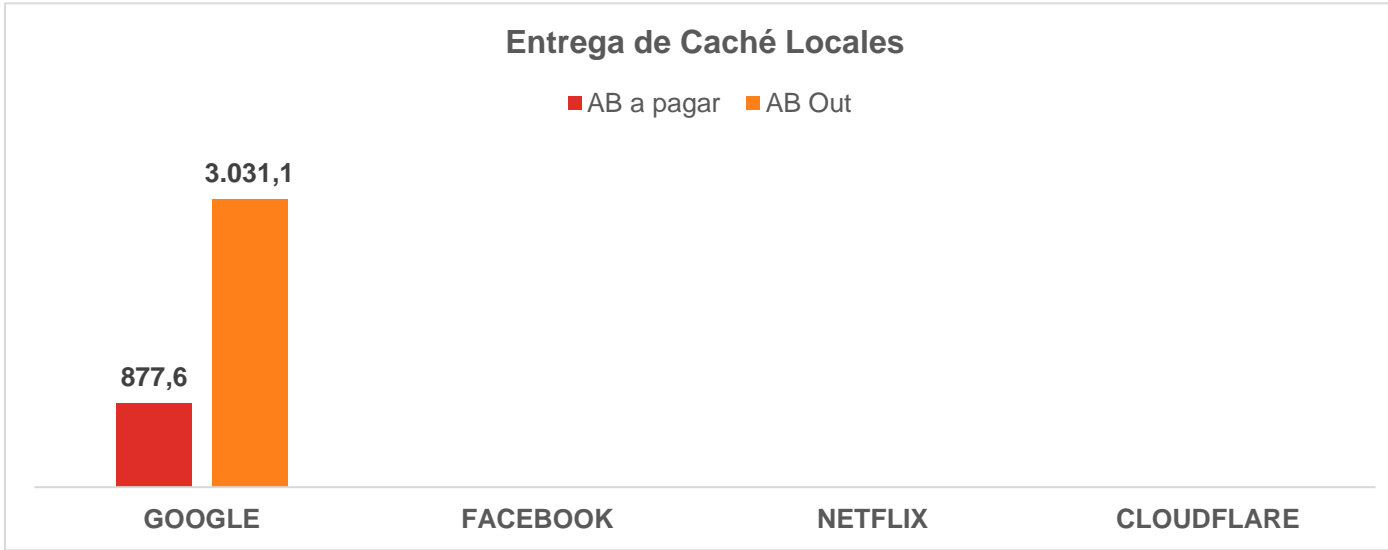 Entrega de Caché Locales
AB a pagar AB Out
3.031,1
877,6
GOOGLE FACEBOOK NETFLIX CLOUDFLARE